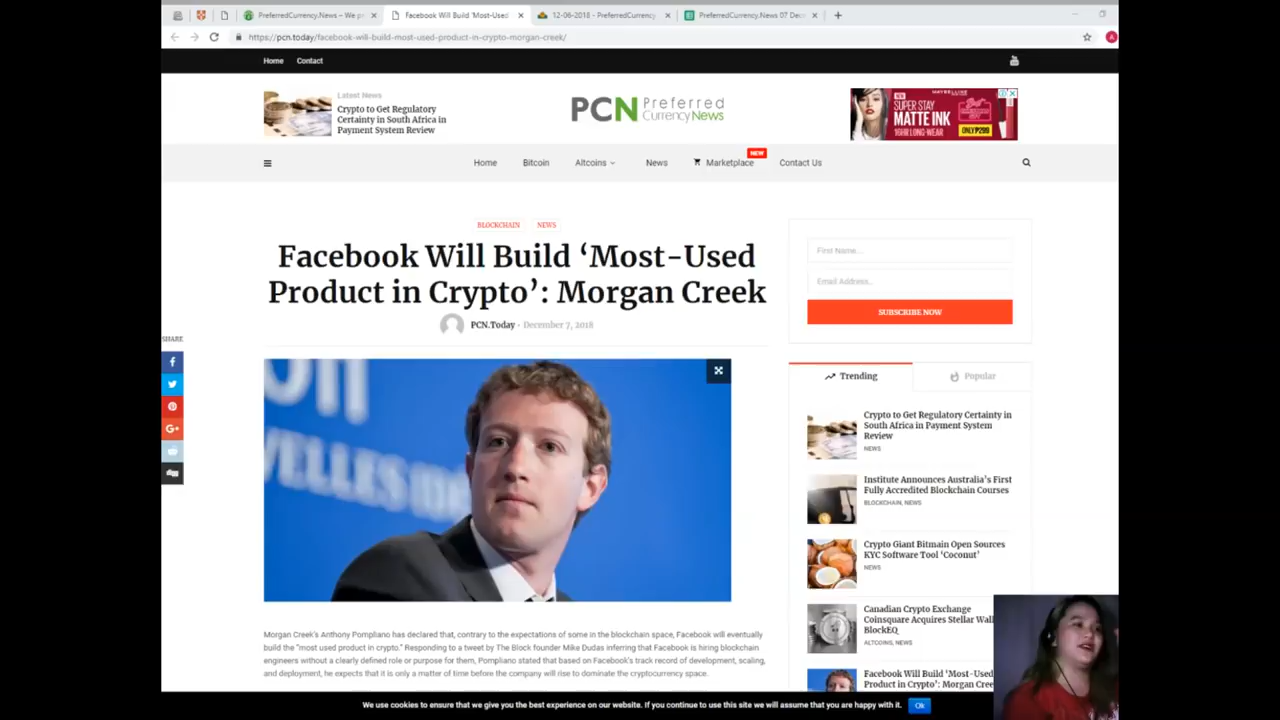 PreferredCurrency.News – We p
Facebook Will Build 'Most-Used
12-06-2018 - PreferredCurrency
PreferredCurrency.News 07 Dec
https://pcn.today/facebook-will-build-most-used-product-in-crypto-morgan-creek/
A
Home
Contact
Latest News
Crypto to Get Regulatory
Certainty in South Africa in
Payment System Review
PCN Preferred
Currency News
MAYBELLINE
NEW
SUPER STAY
MATTE INK
16HR LONG-WEAR
ONLY ₱299
Home
Bitcoin
Altcoins
News
Marketplace
NEW
Contact Us
BLOCKCHAIN
NEWS
Facebook Will Build ‘Most-Used
Product in Crypto’: Morgan Creek
PCN.Today - December 7, 2018
SHARE
Morgan Creek's Anthony Pompliano has declared that, contrary to the expectations of some in the blockchain space, Facebook will eventually
build the "most used product in crypto." Responding to a tweet by The Block founder Mike Dudas inferring that Facebook is hiring blockchain
engineers without a clearly defined role or purpose for them, Pompliano stated that based on Facebook's track record of development, scaling,
and deployment, he expects that it is only a matter of time before the company will rise to dominate the cryptocurrency space.
First Name...
Email Address..
SUBSCRIBE NOW
Trending
Popular
Crypto to Get Regulatory Certainty in
South Africa in Payment System
Review
NEWS
Institute Announces Australia's First
Fully Accredited Blockchain Courses
BLOCKCHAIN, NEWS
Crypto Giant Bitmain Open Sources
KYC Software Tool 'Coconut'
NEWS
Canadian Crypto Exchange
Coinsquare Acquires Stellar Wall
BlockEQ
ALTCOINS, NEWS
Facebook Will Build 'Most-Used
Product in Crypto': Morgan Cree
We use cookies to ensure that we give you the best experience on our website. If you continue to use this site we will assume that you are happy with it.
Ok